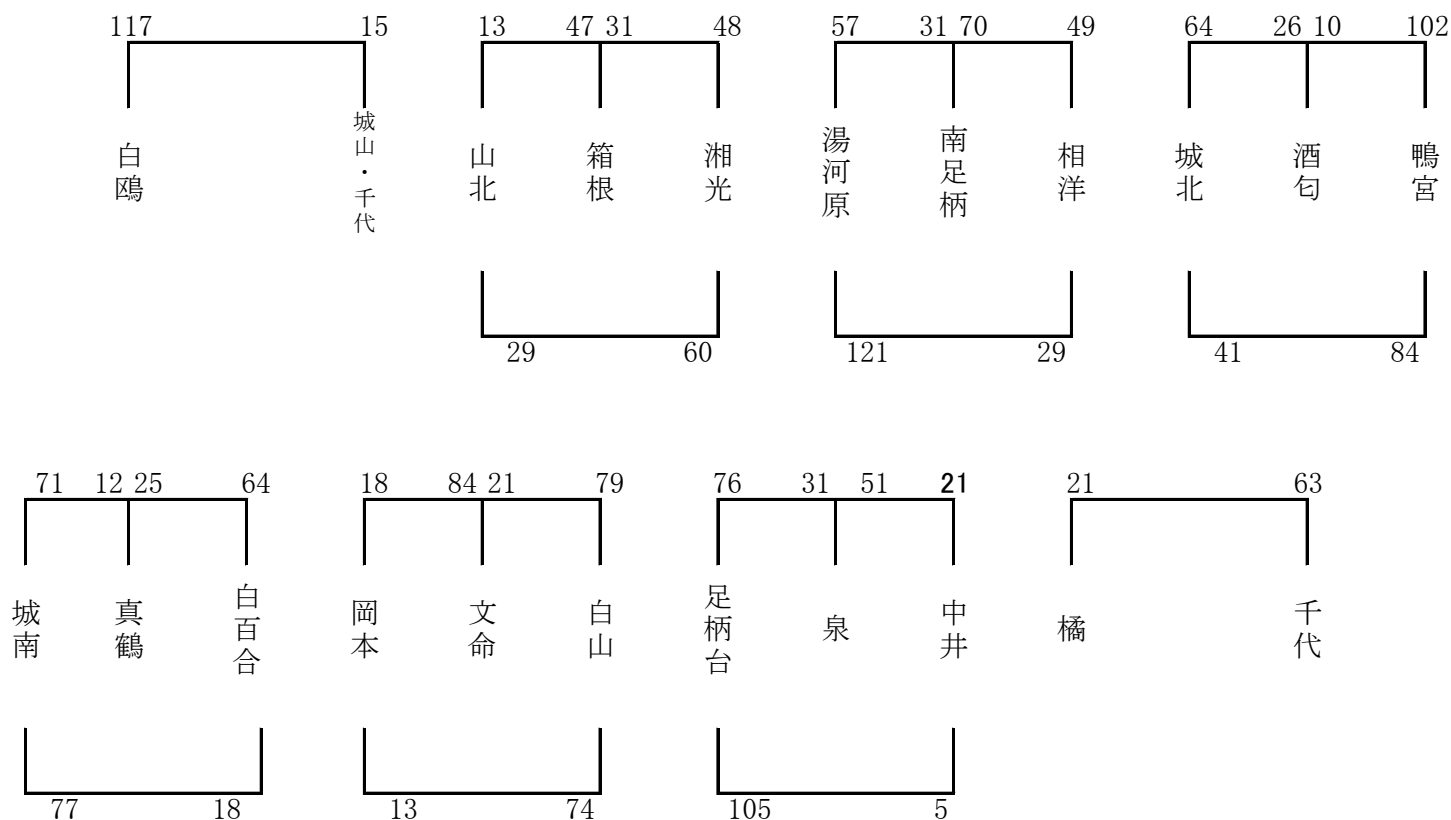 117 15 13 47 31 48 57 31 70 49 64 26 10 102
白鴎 城山・千代 山北 箱根 湘光 湯河原 南足柄 相洋 城北 酒匂 鴨宮
29 60 121 29 41 84
71 12 25 64 18 84 21 79 76 31 51 21 21 63
城南 真鶴 白百合 岡本 文命 白山 足柄台 泉 中井 橘 千代
77 18 13 74 105 5